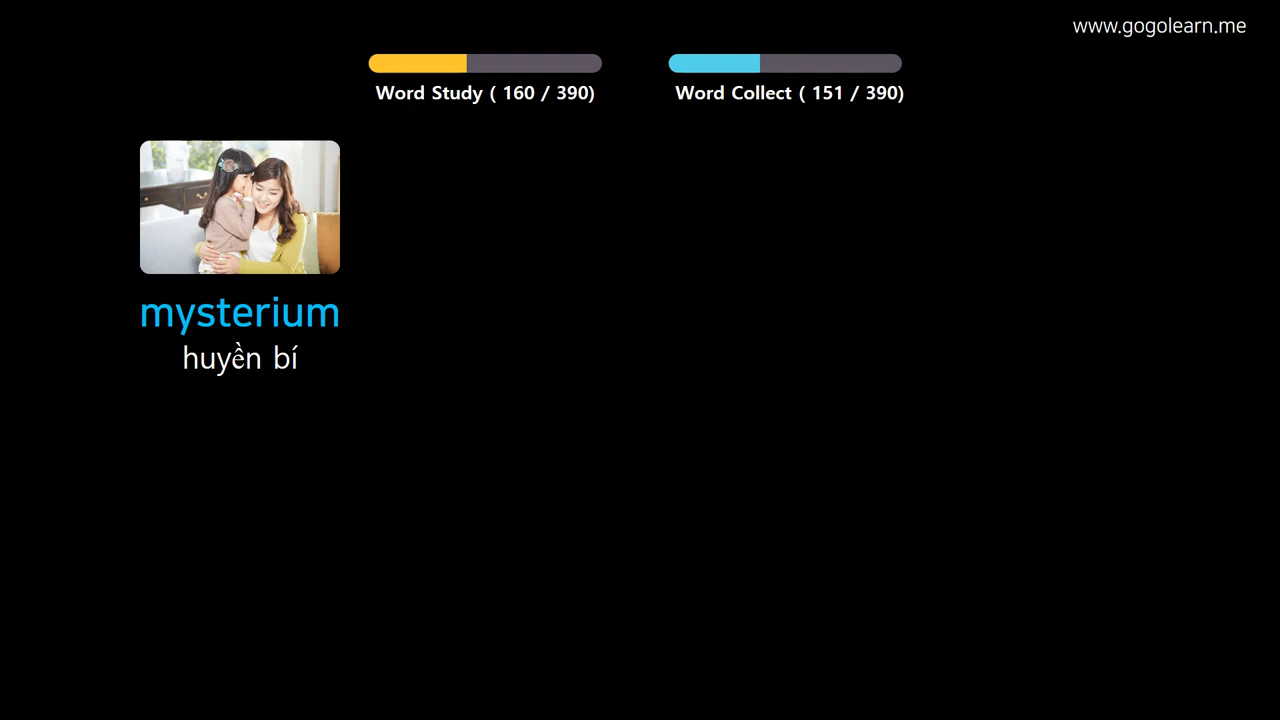 www.gogolearn.me
Word Study ( 160 / 390)
Word Collect ( 151 / 390)
mysterium
huyền bí